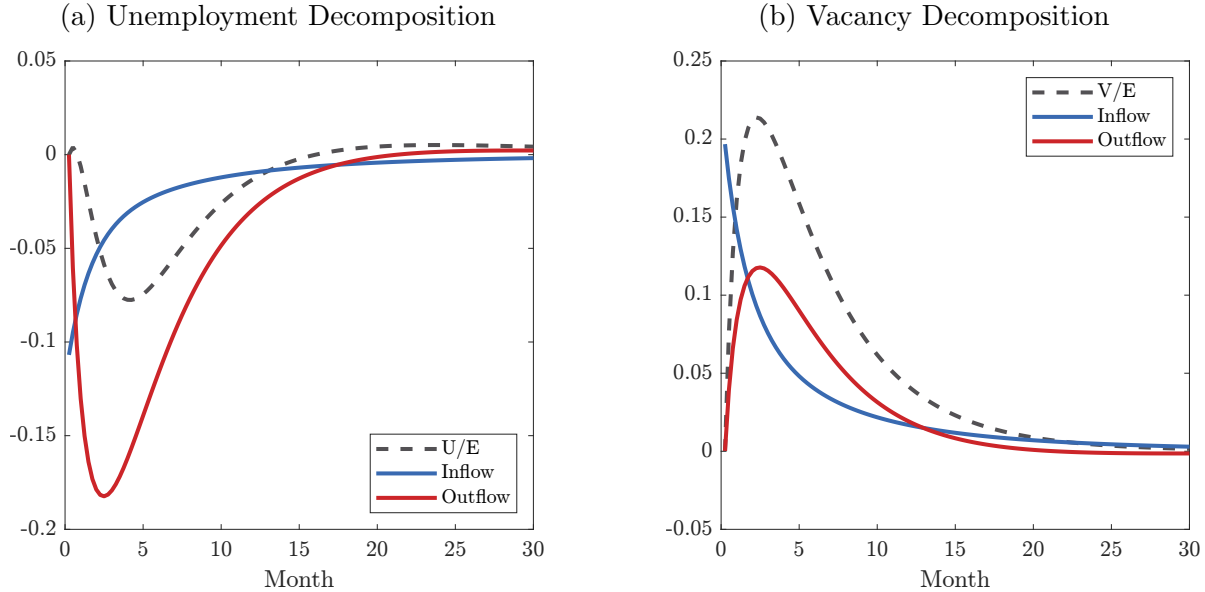 (a) Unemployment Decomposition
0.05
0
-0.05
-0.1
-0.15
-0.2
0 5 10 15 20 25 30
Month
U/E
Inflow
Outflow
(b) Vacancy Decomposition
0.25
0.2
0.15
0.1
0.05
0
-0.05
0 5 10 15 20 25 30
Month
V/E
Inflow
Outflow